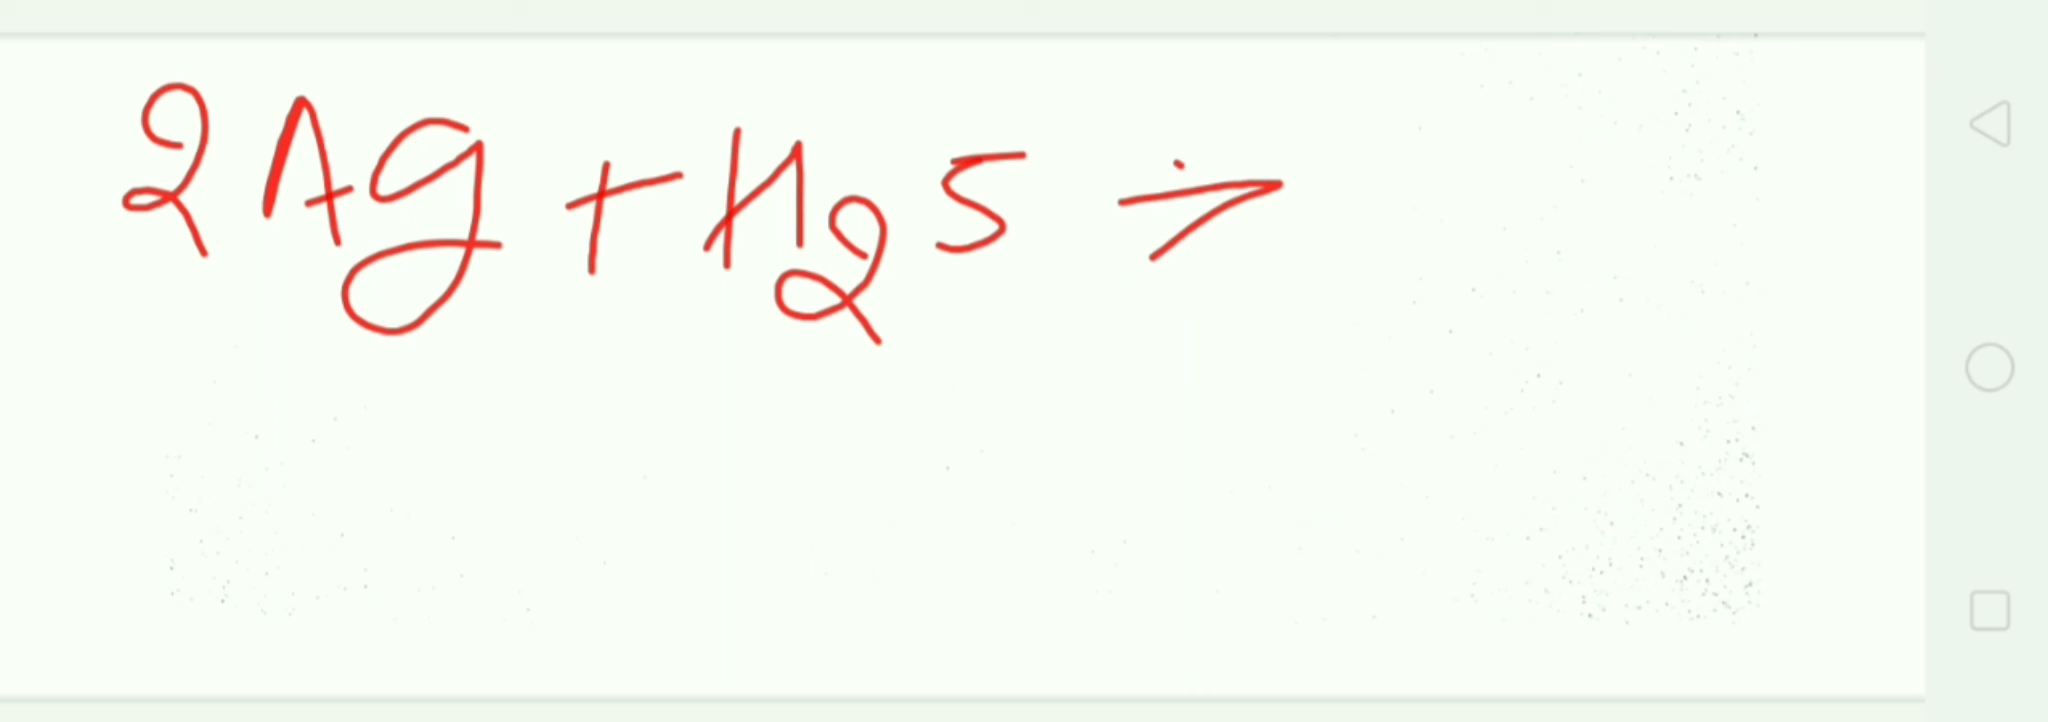 2Ag + H₂S →